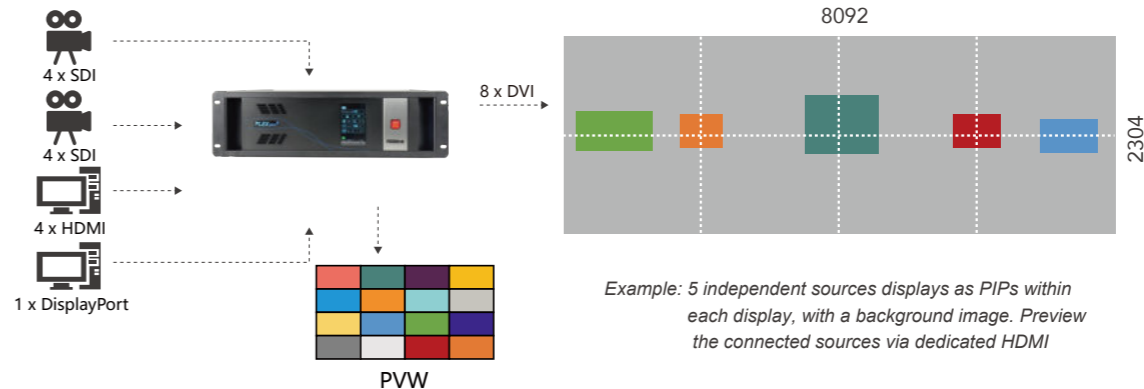 8092
4 x SDI
8 x DVI
4 x SDI
2304
4 x HDMI
1 x DisplayPort
PVW
Example: 5 independent sources displays as PIPs within
each display, with a background image. Preview
the connected sources via dedicated HDMI